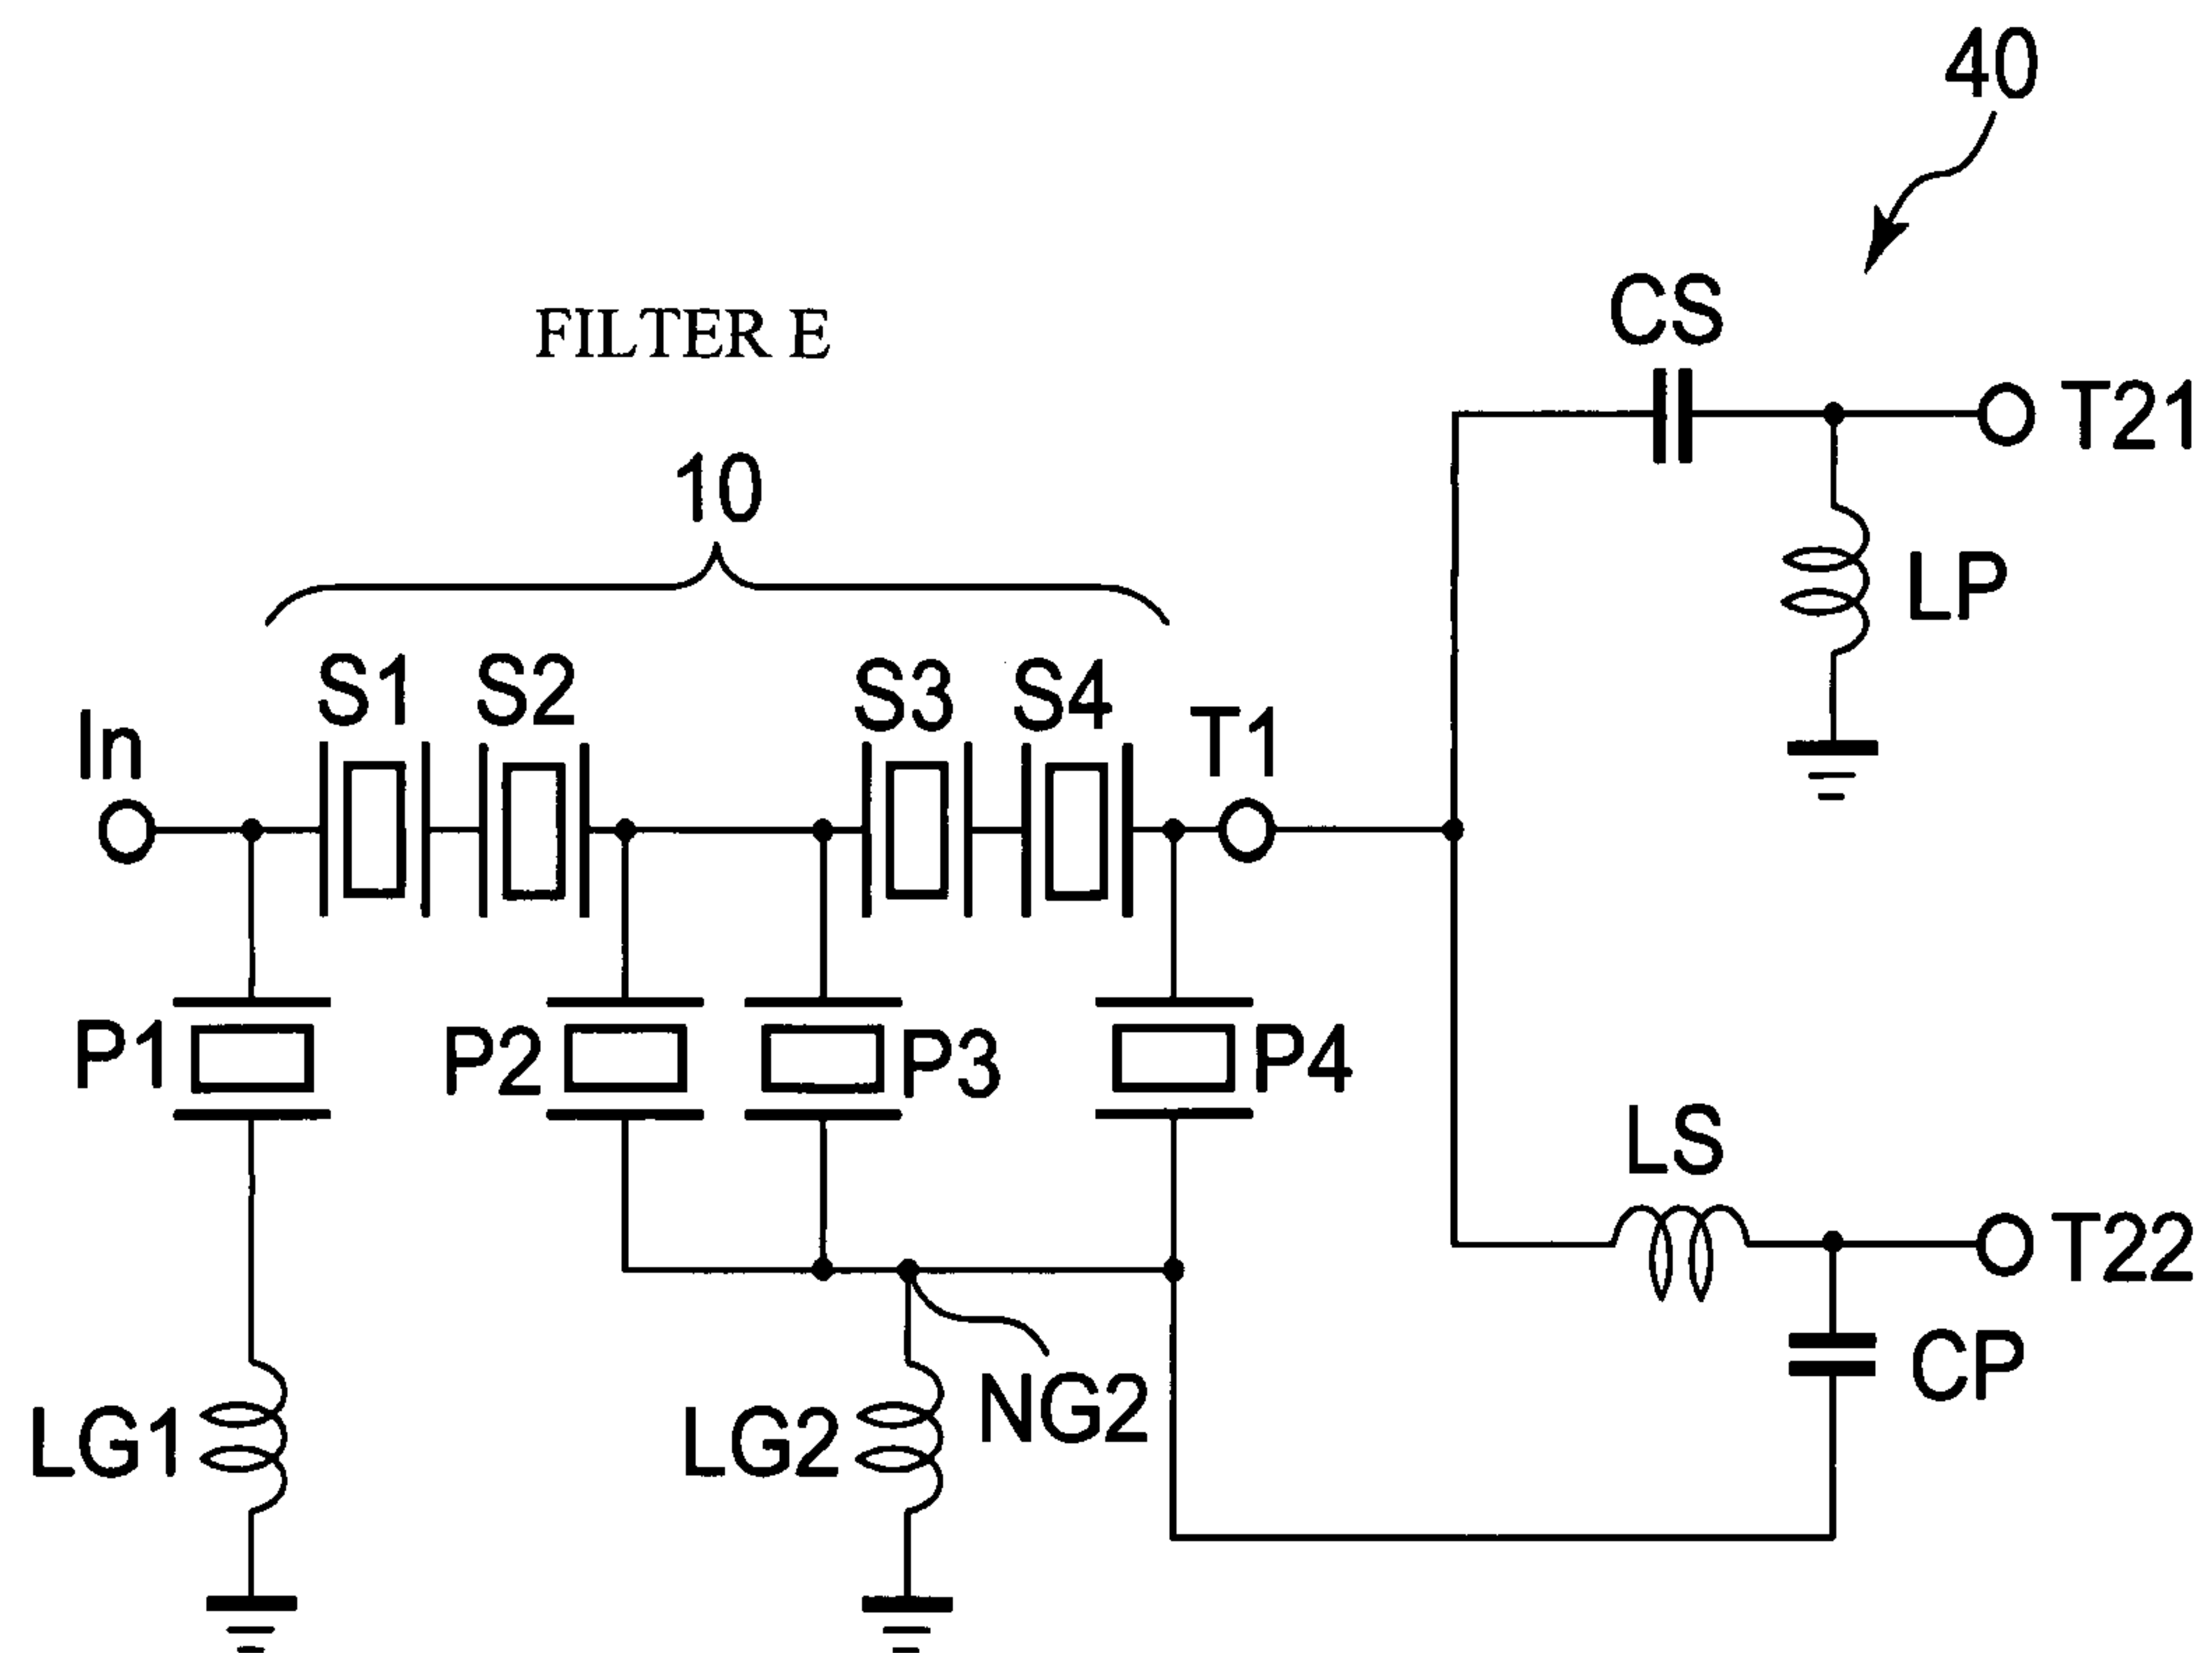 40
CS
FILTER E
T21
10
LP
S1 S2 S3 S4
In
T1
P1 P2 P3 P4
LS
T22
CP
LG1 LG2 NG2